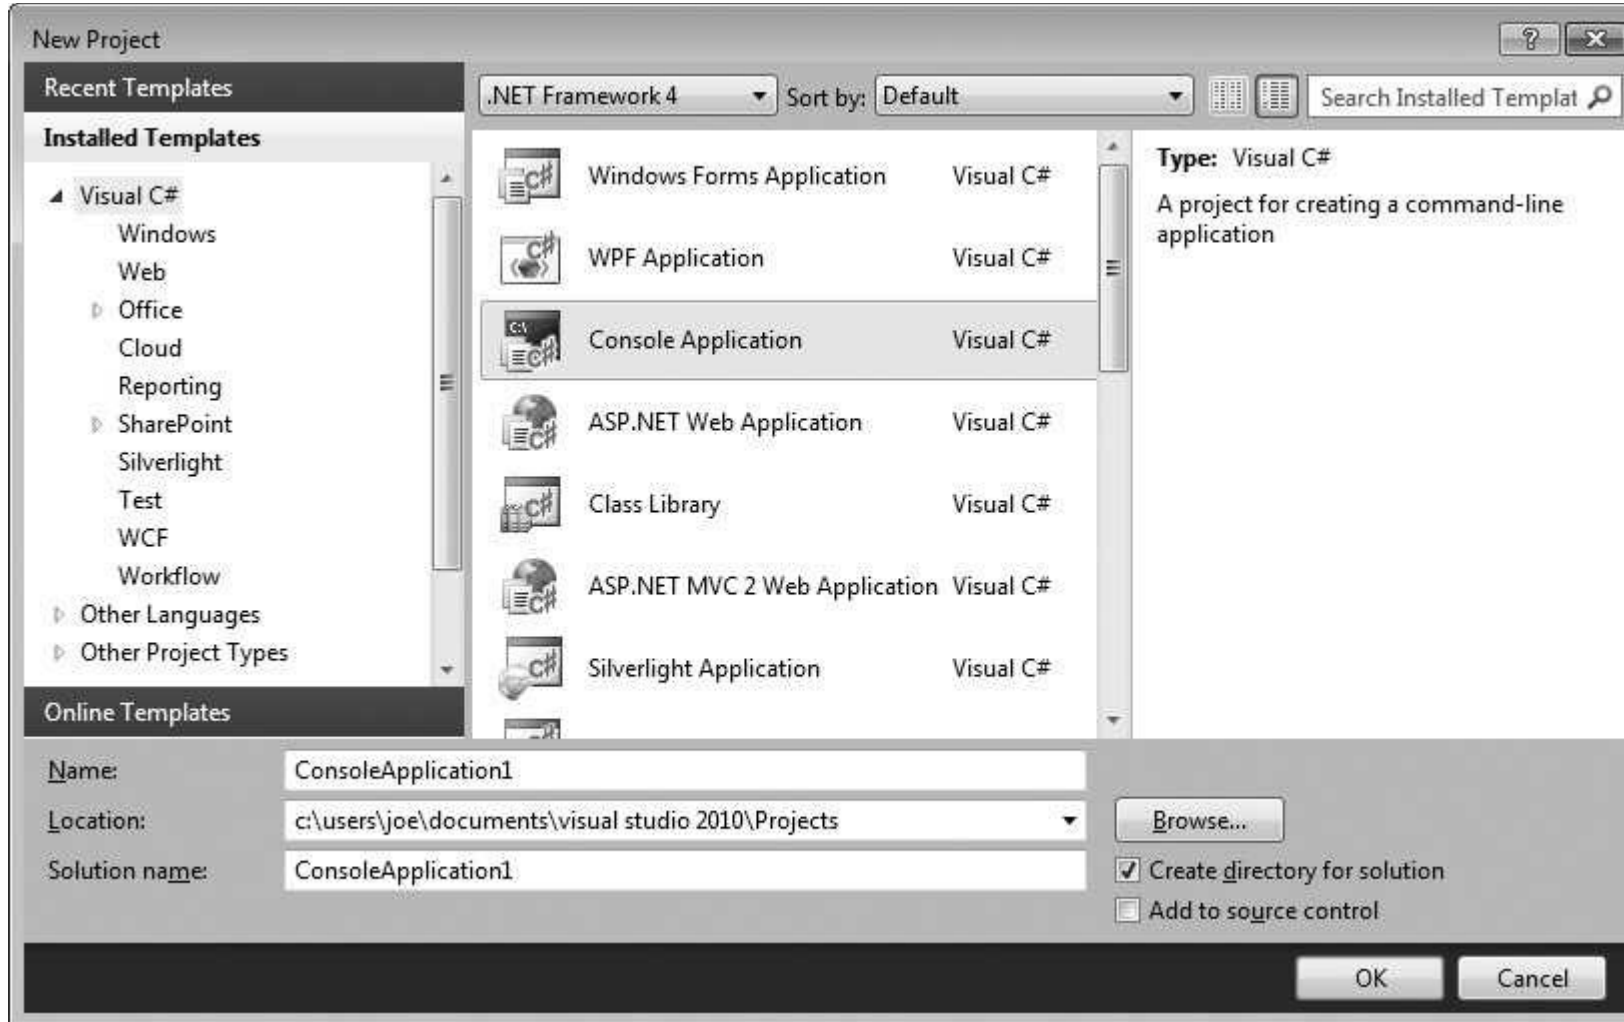 New Project
Recent Templates
Installed Templates
Visual C#
Windows
Web
Office
Cloud
Reporting
SharePoint
Silverlight
Test
WCF
Workflow
Other Languages
Other Project Types
Online Templates
.NET Framework 4 Sort by: Default Search Installed Templat
Windows Forms Application Visual C#
WPF Application Visual C#
Console Application Visual C#
ASP.NET Web Application Visual C#
Class Library Visual C#
ASP.NET MVC 2 Web Application Visual C#
Silverlight Application Visual C#
Type: Visual C#
A project for creating a command-line
application
Name: ConsoleApplication1
Location: c:\users\joe\documents\visual studio 2010\Projects Browse...
Solution name: ConsoleApplication1
Create directory for solution
Add to source control
OK Cancel